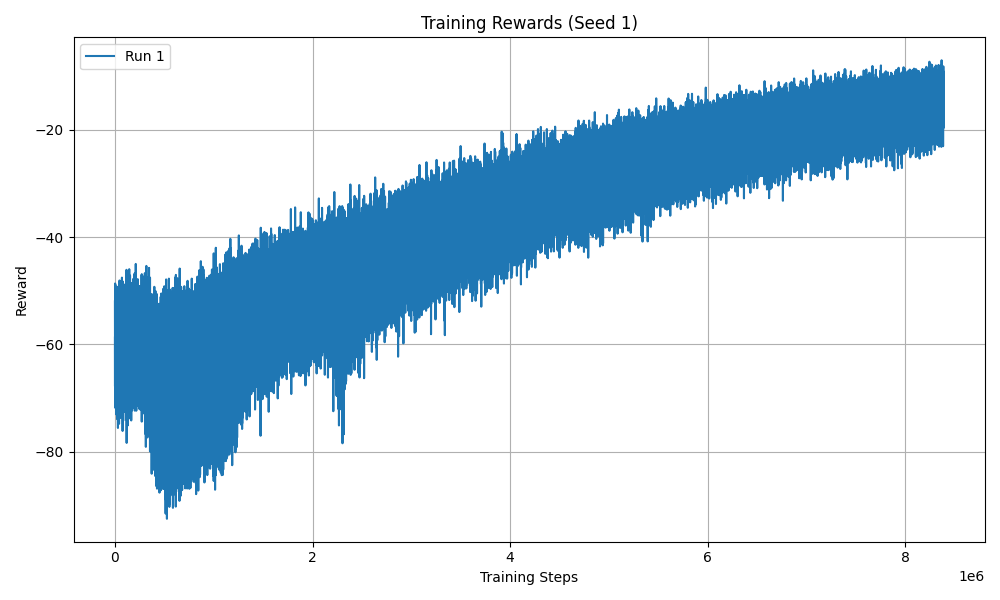 Training Rewards (Seed 1)
Run 1
Reward
−20
−40
−60
−80
0 2 4 6 8
1e6
Training Steps